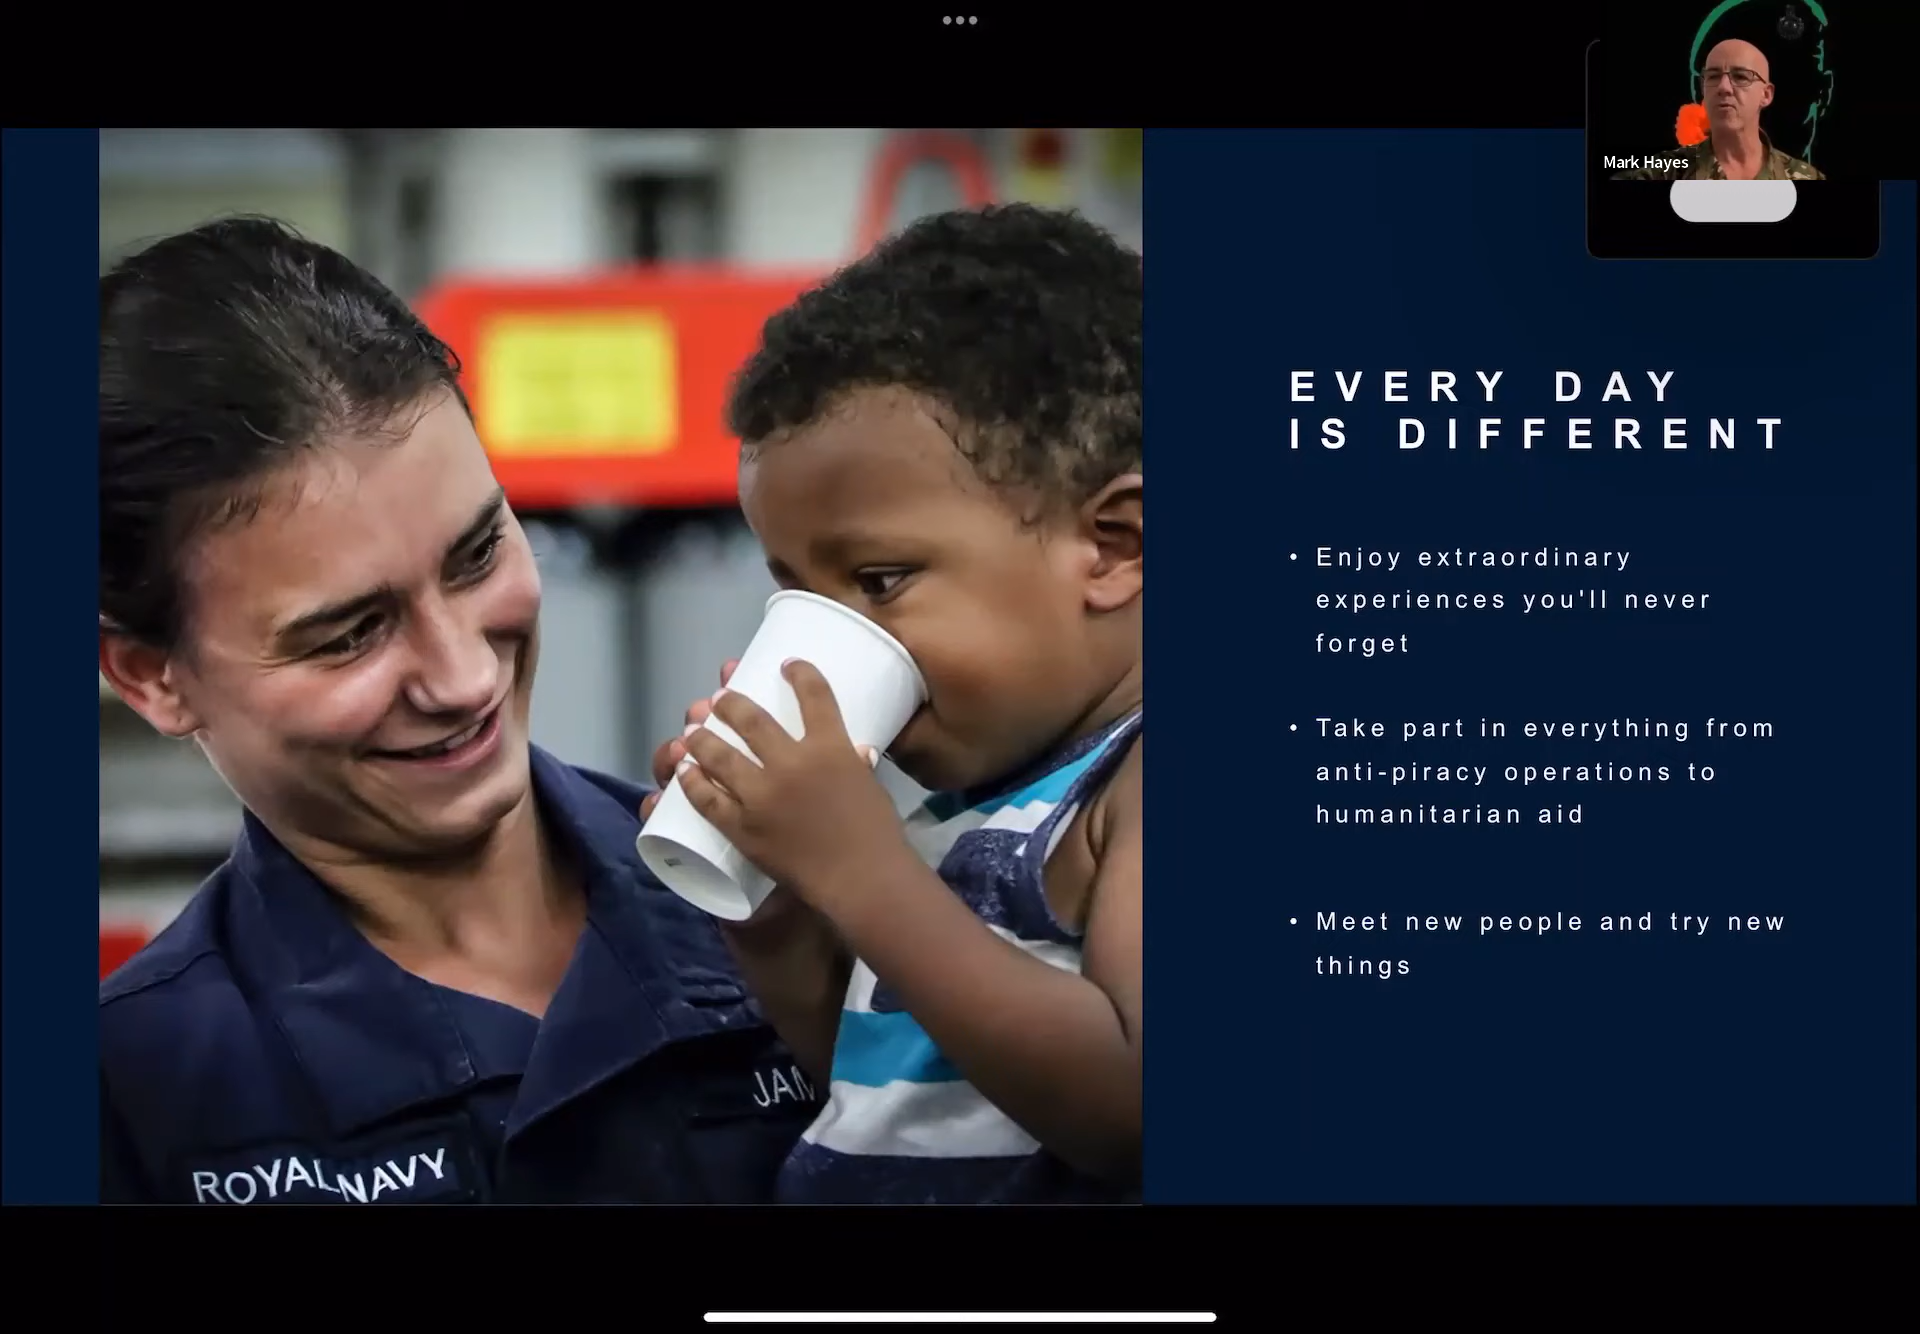 Mark Hayes
EVERY DAY
IS DIFFERENT
• Enjoy extraordinary
experiences you'll never
forget
• Take part in everything from
anti-piracy operations to
humanitarian aid
• Meet new people and try new
things
JAM
ROYAL NAVY